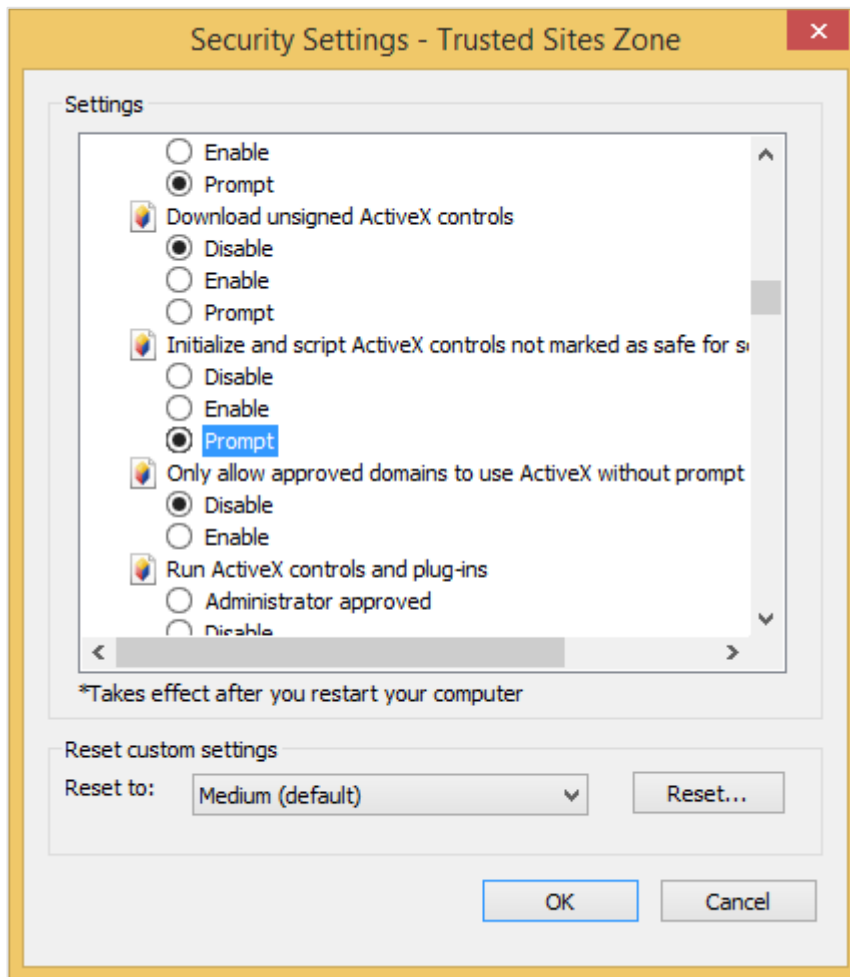 Security Settings - Trusted Sites Zone
Settings
Enable
Prompt
Download unsigned ActiveX controls
Disable
Enable
Prompt
Initialize and script ActiveX controls not marked as safe for
Disable
Enable
Prompt
Only allow approved domains to use ActiveX without prompt
Disable
Enable
Run ActiveX controls and plug-ins
Administrator approved
Disable
*Takes effect after you restart your computer
Reset custom settings
Reset to:
Medium (default)
Reset...
OK
Cancel